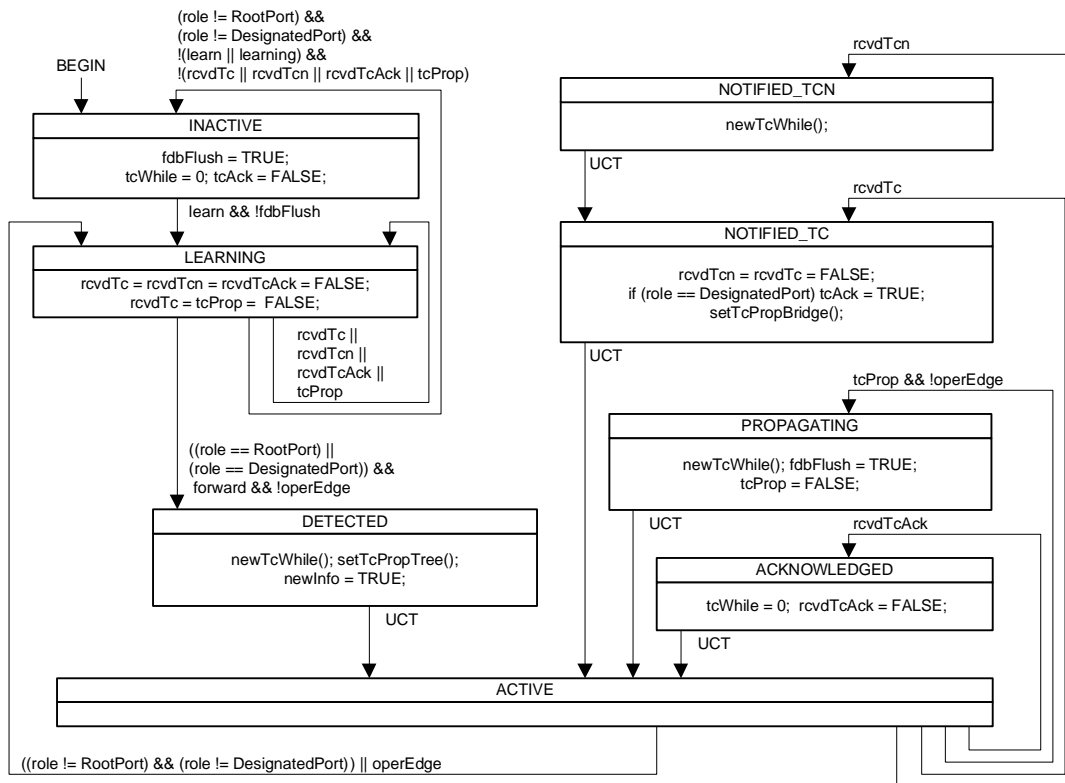 (role != RootPort) &&
(role != DesignatedPort) &&
!(learn || learning) &&
!(rcvdTc || rcvdTcn || rcvdTcAck || tcProp)
BEGIN
INACTIVE
fdbFlush = TRUE;
tcWhile = 0; tcAck = FALSE;
learn && !fdbFlush
LEARNING
rcvdTc = rcvdTcn = rcvdTcAck = FALSE;
rcvdTc = tcProp = FALSE;
rcvdTc ||
rcvdTcn ||
rcvdTcAck ||
tcProp
((role == RootPort) ||
(role == DesignatedPort)) &&
forward && !operEdge
DETECTED
newTcWhile(); setTcPropTree();
newInfo = TRUE;
UCT
rcvdTcn
NOTIFIED_TCN
newTcWhile();
UCT
rcvdTc
NOTIFIED_TC
rcvdTcn = rcvdTc = FALSE;
if (role == DesignatedPort) tcAck = TRUE;
setTcPropBridge();
UCT
tcProp && !operEdge
PROPAGATING
newTcWhile(); fdbFlush = TRUE;
tcProp = FALSE;
UCT
rcvdTcAck
ACKNOWLEDGED
tcWhile = 0; rcvdTcAck = FALSE;
UCT
ACTIVE
((role != RootPort) && (role != DesignatedPort)) || operEdge